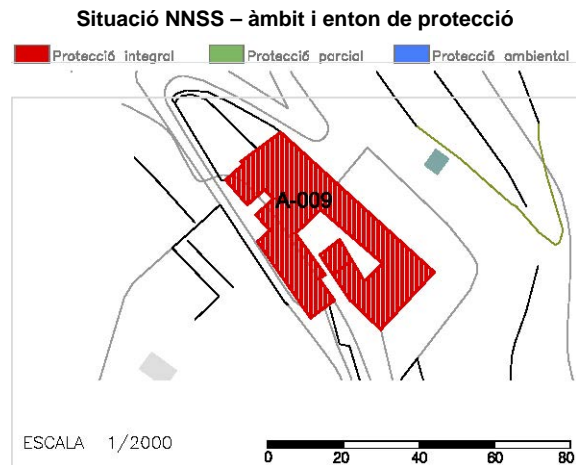 Situació NNSS – àmbit i enton de protecció
Protecció integral Protecció parcial Protecció ambiental
A-009
ESCALA 1/2000
0 20 40 60 80